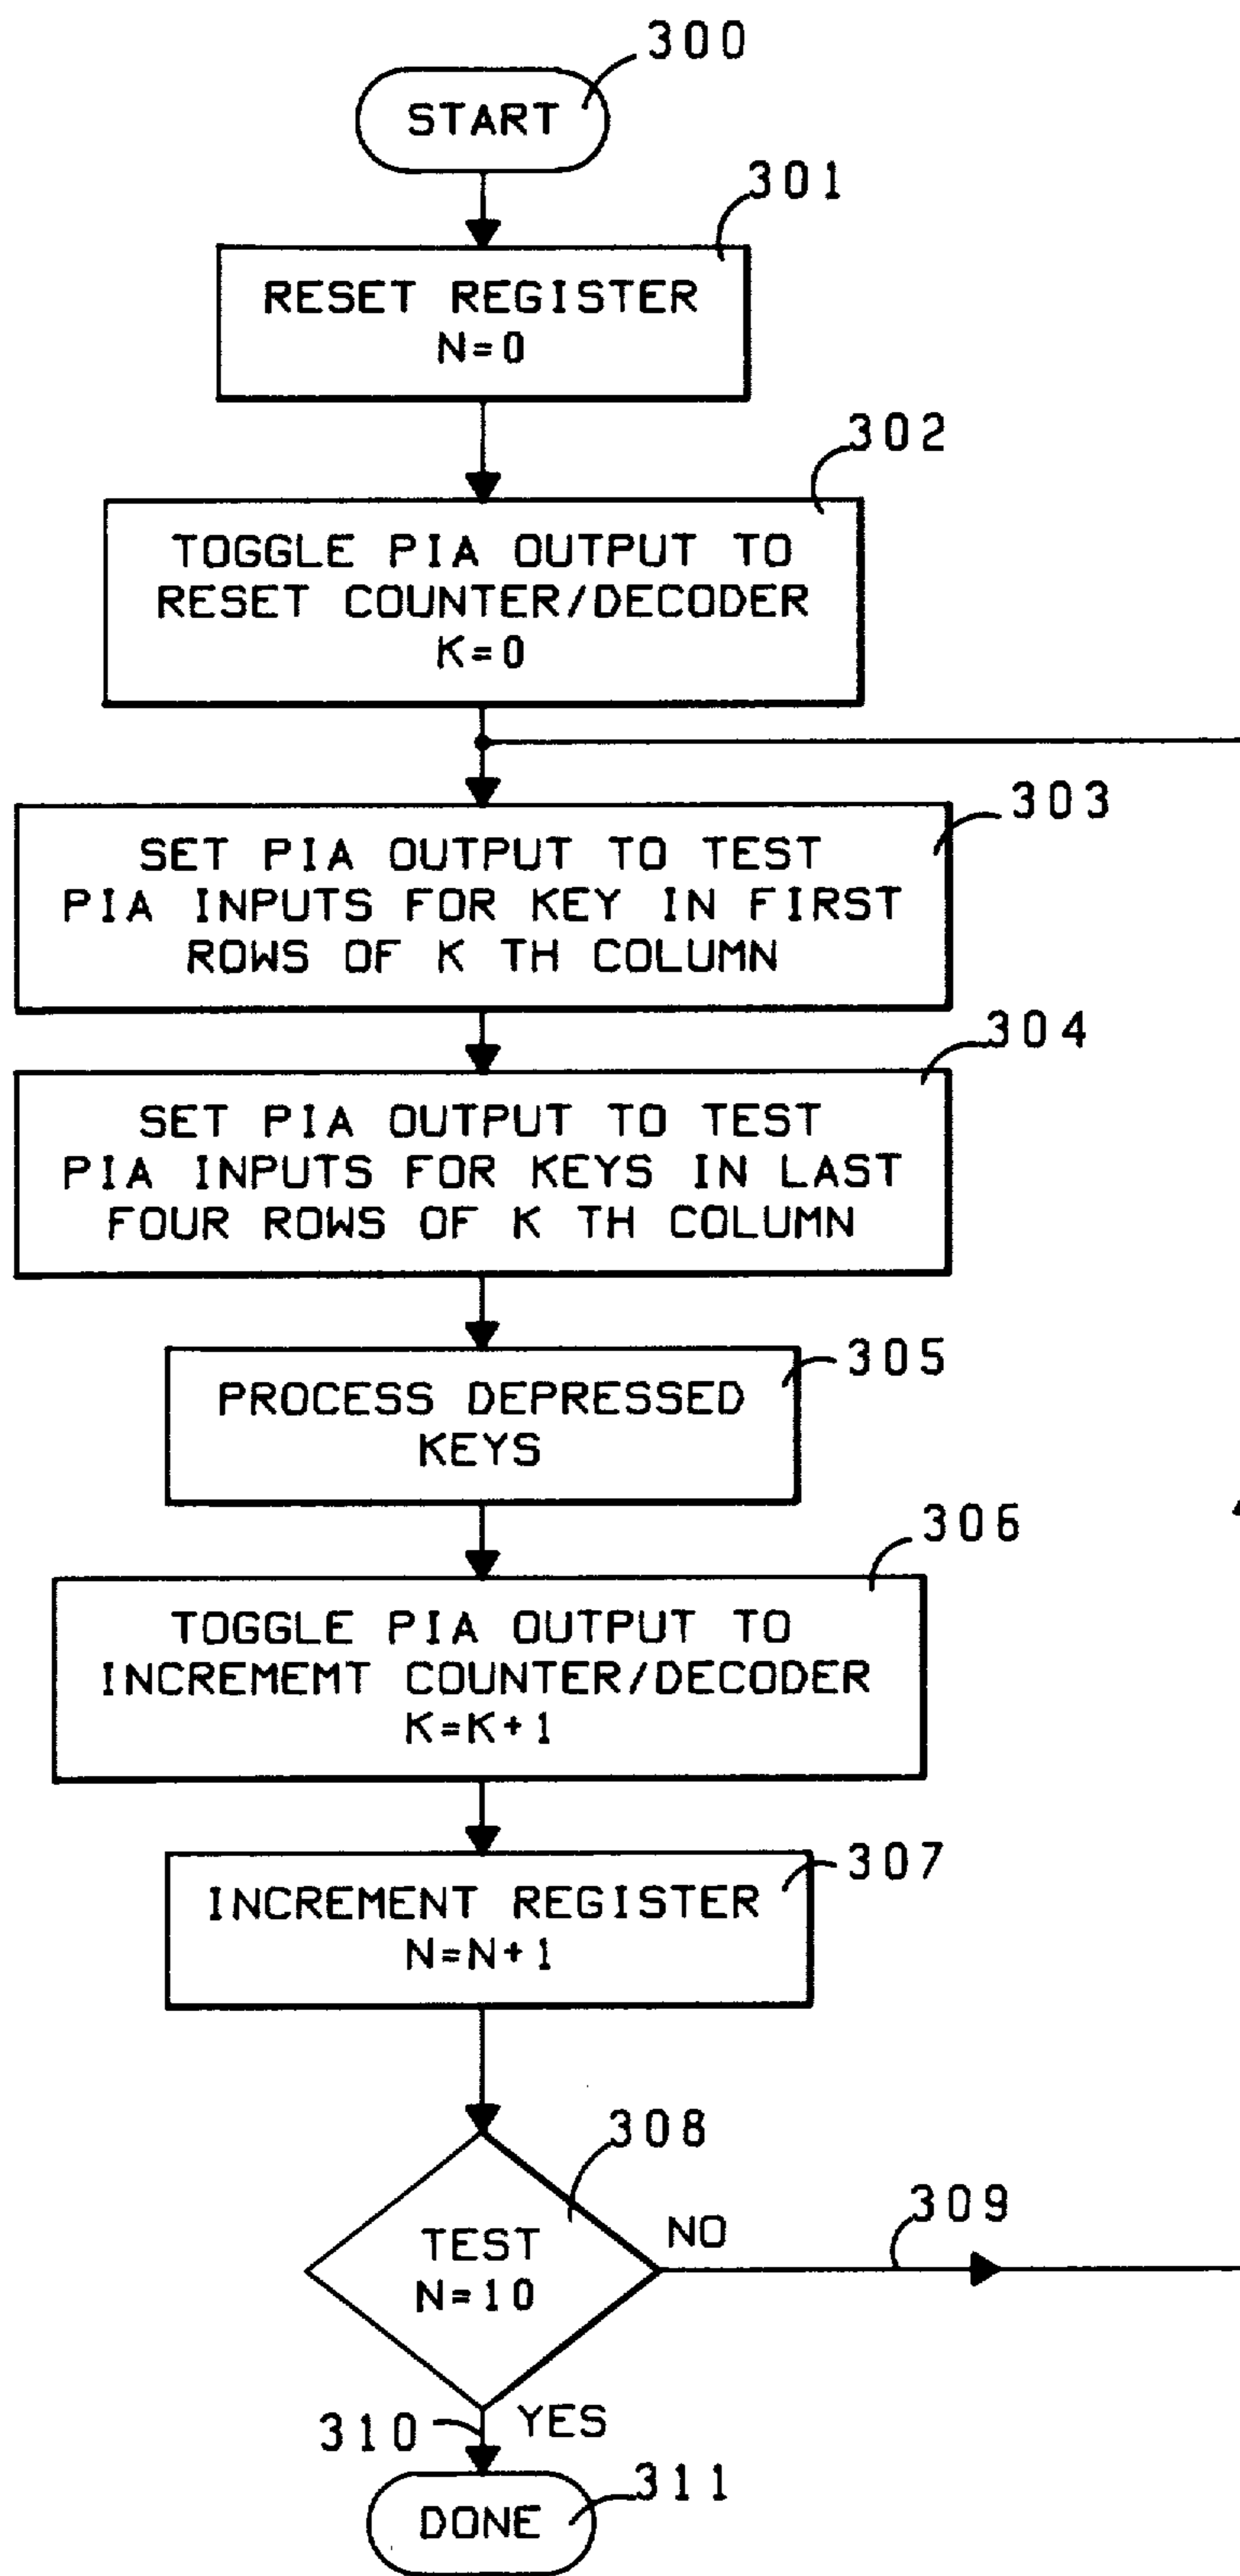 300
START
301
RESET REGISTER
N=0
302
TOGGLE PIA OUTPUT TO
RESET COUNTER/DECODER
K=0
303
SET PIA OUTPUT TO TEST
PIA INPUTS FOR KEY IN FIRST
ROWS OF K TH COLUMN
304
SET PIA OUTPUT TO TEST
PIA INPUTS FOR KEYS IN LAST
FOUR ROWS OF K TH COLUMN
305
PROCESS DEPRESSED
KEYS
306
TOGGLE PIA OUTPUT TO
INCREMEMT COUNTER/DECODER
K=K+1
307
INCREMENT REGISTER
N=N+1
308
TEST
N=10
NO
309
310
YES
311
DONE